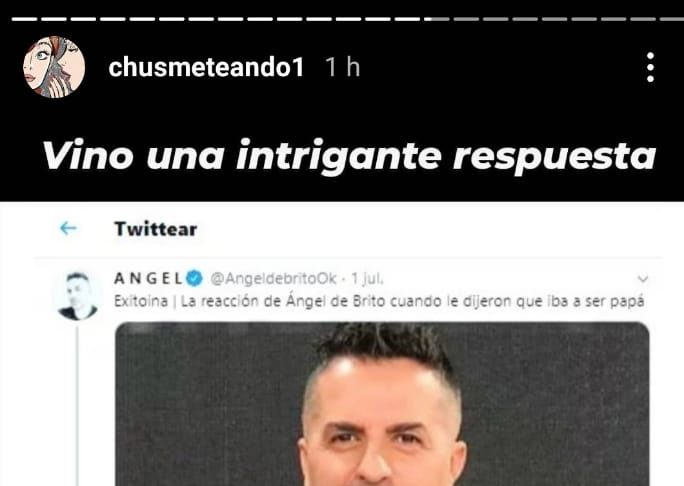 chusmeteando1 1 h
Vino una intrigante respuesta
Twittear
ANGEL @AngeldebritoOk · 1 jul.
Exitoina | La reacción de Ángel de Brito cuando le dijeron que iba a ser papá